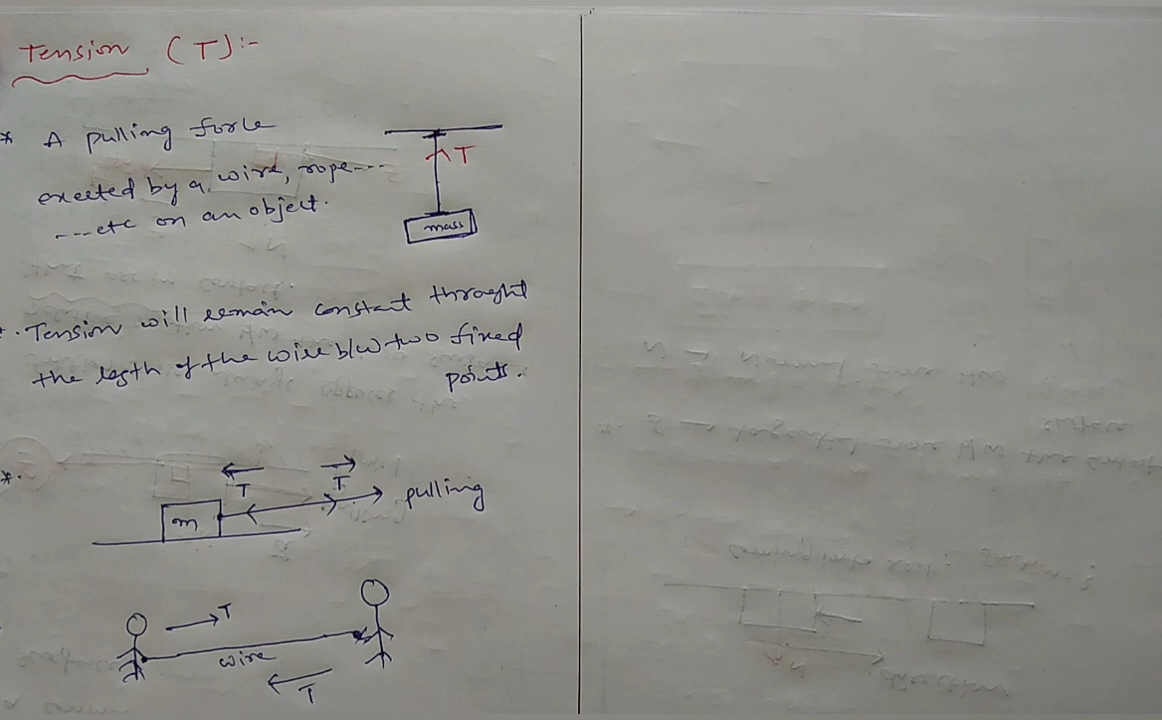 Tension (T):-
* A pulling force
exerted by a wire, rope---
---etc on an object.
T
mass
*. Tension will remain constant throught
the legth of the wire b/w two fixed
points.
*.
T T
m
pulling
T
wire
T